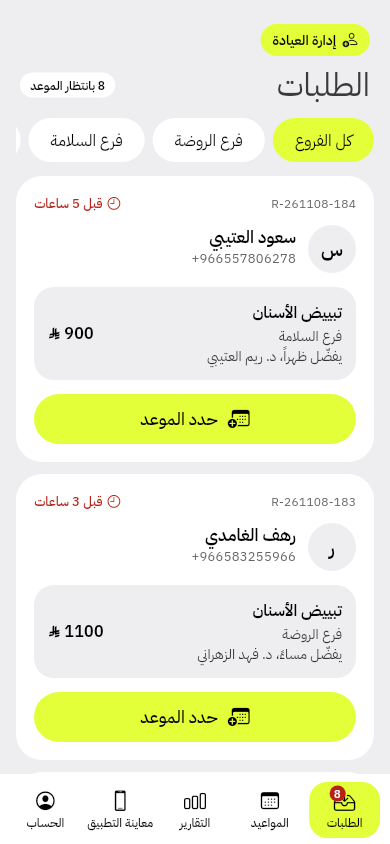 إدارة العيادة
الطلبات
8 بانتظار الموعد
كل الفروع
فرع الروضة
فرع السلامة
R-261108-184
قبل 5 ساعات
س
سعود العتيبي
+966557806278
تبييض الأسنان
فرع السلامة
يفضّل ظهراً، د. ريم العتيبي
900 ⃁
حدد الموعد
R-261108-183
قبل 3 ساعات
ر
رهف الغامدي
+966583255966
تبييض الأسنان
فرع الروضة
يفضّل مساءً، د. فهد الزهراني
1100 ⃁
حدد الموعد
8
الطلبات
المواعيد
التقارير
معاينة التطبيق
الحساب